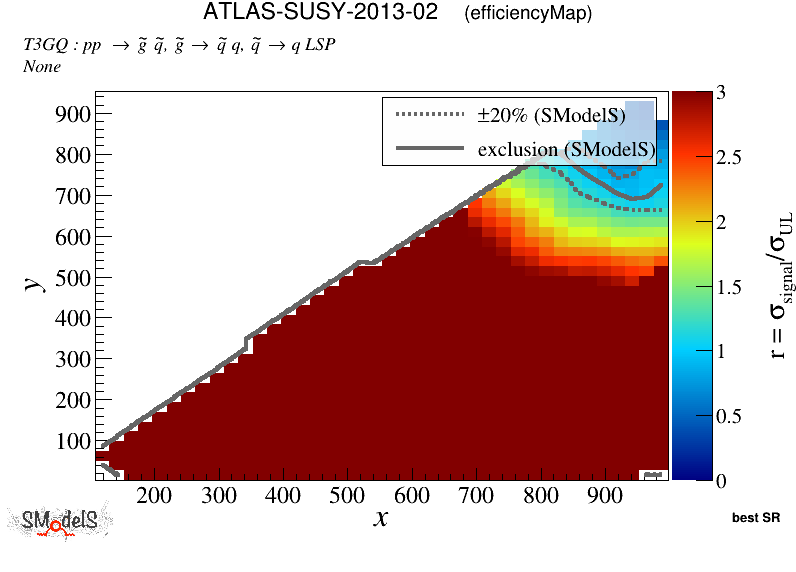 ATLAS-SUSY-2013-02 (efficiencyMap)
T3GQ : pp → g̃ q̃, g̃ → q̃ q, q̃ → q LSP
None
±20% (SModelS)
exclusion (SModelS)
900
800
700
600
500
400
300
200
100
y
200 300 400 500 600 700 800 900
x
3
2.5
2
1.5
1
0.5
0
r = σsignal/σUL
SModelS
best SR